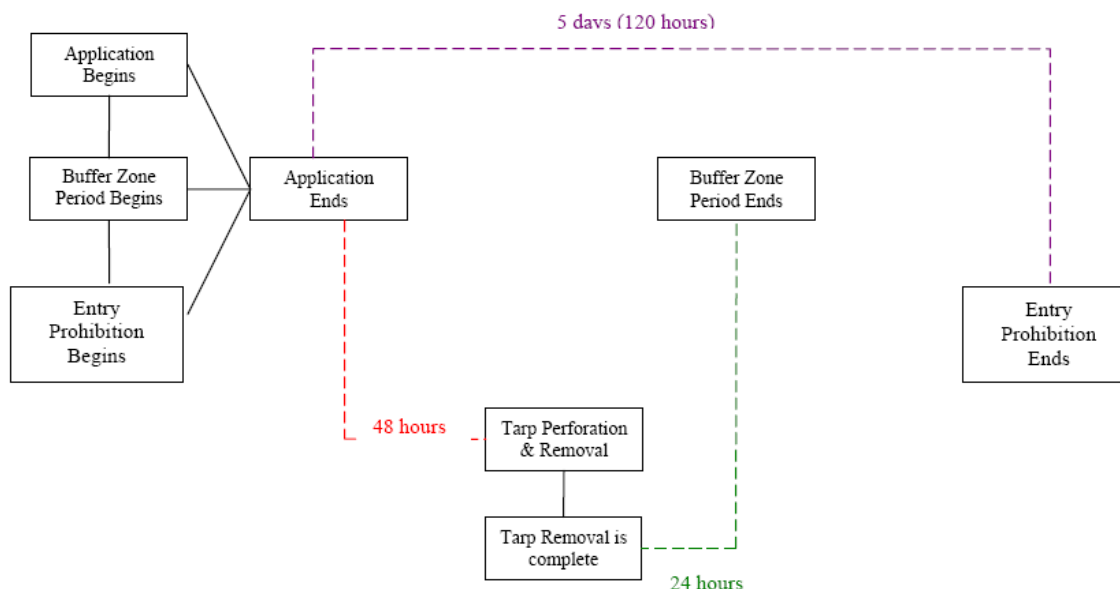 5 days (120 hours)
Application
Begins
Buffer Zone
Period Begins
Application
Ends
Buffer Zone
Period Ends
Entry
Prohibition
Begins
Entry
Prohibition
Ends
48 hours
Tarp Perforation
& Removal
Tarp Removal is
complete
24 hours